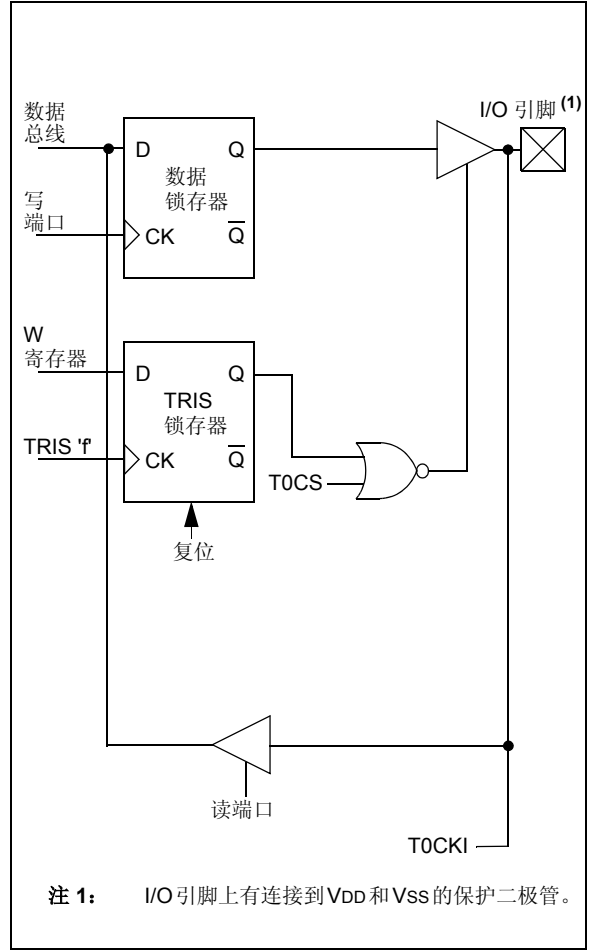 I/O 引脚 (1)
数据
总线
D
Q
数据
锁存器
写
端口
CK
Q
W
寄存器
D
Q
TRIS
锁存器
TRIS 'f'
CK
Q
T0CS
复位
读端口
T0CKI
注 1： I/O引脚上有连接到VDD和VSS的保护二极管。